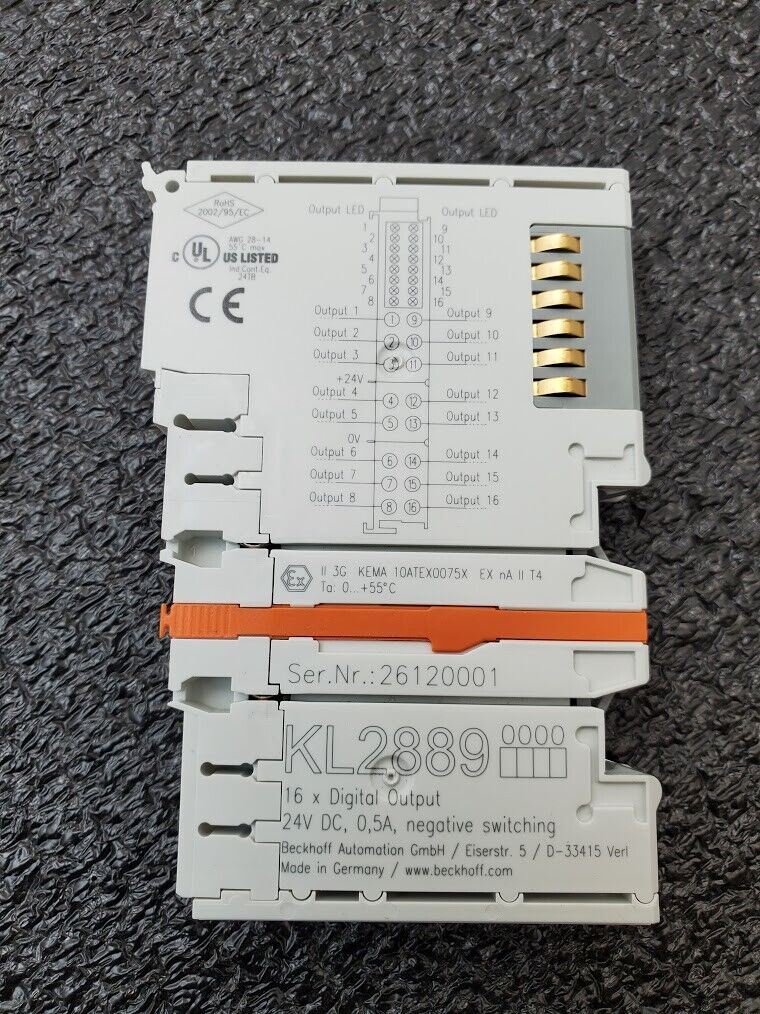 RoHS
2002/95/EC
Output LED Output LED
C UL US LISTED
AWG 28-14
55°C max
Ind.Cont.Eq.
24TB
CE
1 9
2 10
3 11
4 12
5 13
6 14
7 15
8 16
Output 1 1 9 Output 9
Output 2 2 10 Output 10
Output 3 3 11 Output 11
+24V
Output 4 4 12 Output 12
Output 5 5 13 Output 13
0V
Output 6 6 14 Output 14
Output 7 7 15 Output 15
Output 8 8 16 Output 16
Ex II 3G KEMA 10ATEX0075X EX nA II T4
Ta: 0...+55°C
Ser.Nr.:26120001
KL2889 0000
16 x Digital Output
24V DC, 0,5A, negative switching
Beckhoff Automation GmbH / Eiserstr. 5 / D-33415 Verl
Made in Germany / www.beckhoff.com